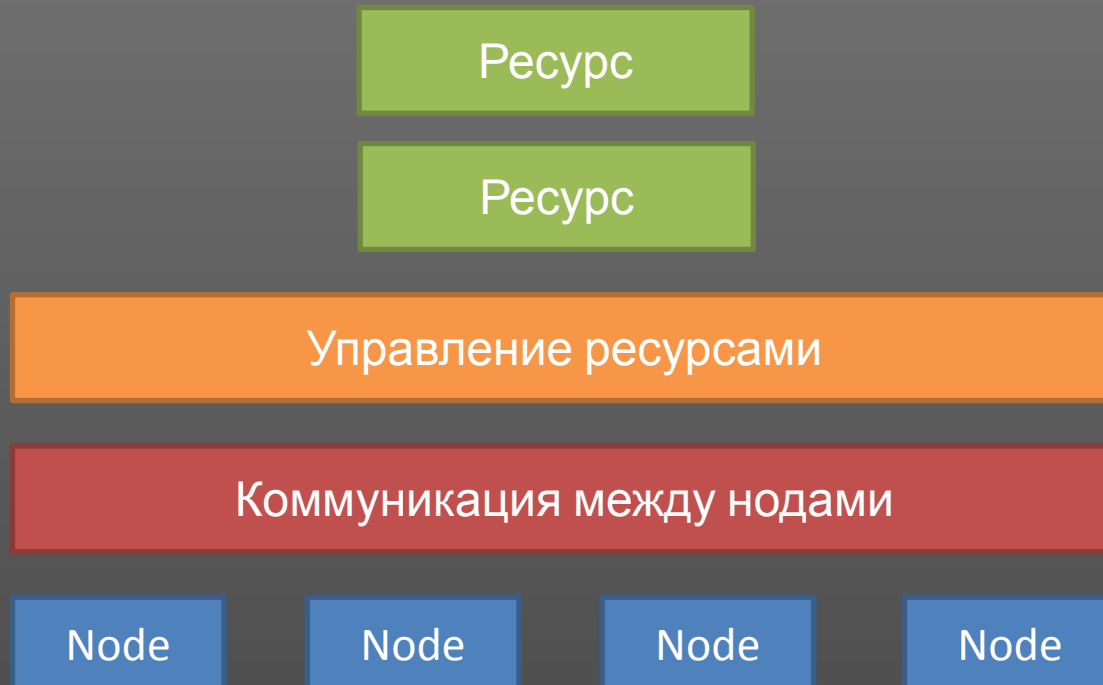 Ресурс
Ресурс
Управление ресурсами
Коммуникация между нодами
Node Node Node Node